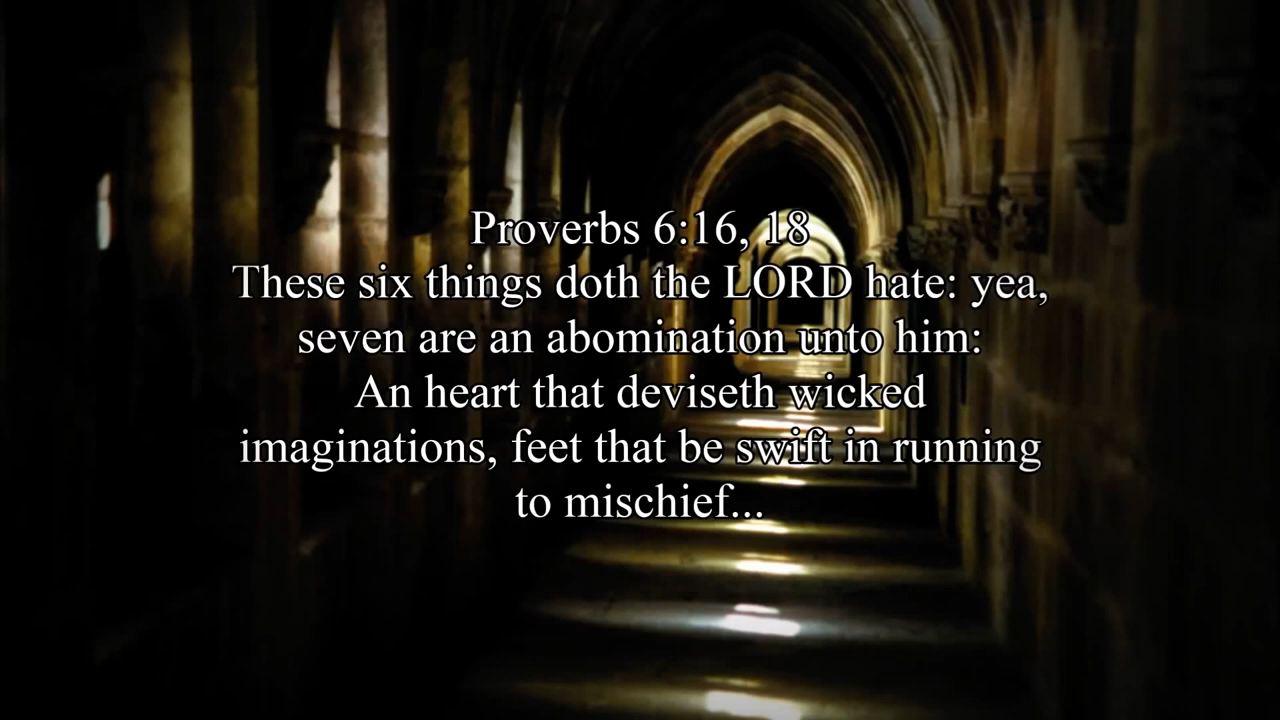 Proverbs 6:16, 18
These six things doth the LORD hate: yea,
seven are an abomination unto him:
An heart that deviseth wicked
imaginations, feet that be swift in running
to mischief...